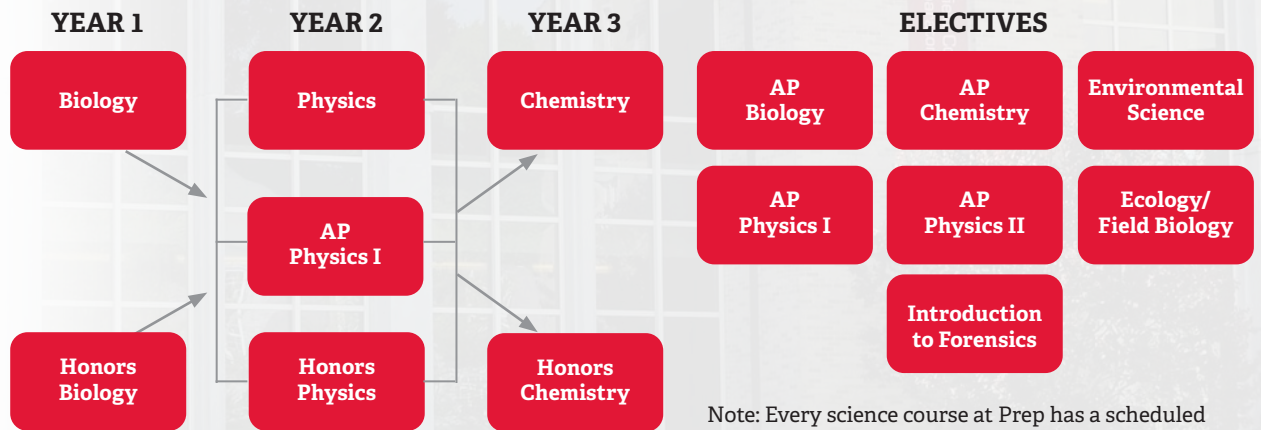 YEAR 1
YEAR 2
YEAR 3
ELECTIVES
Biology
Physics
Chemistry
AP
Biology
AP
Chemistry
Environmental
Science
AP
Physics I
AP
Physics I
AP
Physics II
Ecology/
Field Biology
Honors
Biology
Honors
Physics
Honors
Chemistry
Introduction
to Forensics
Note: Every science course at Prep has a scheduled